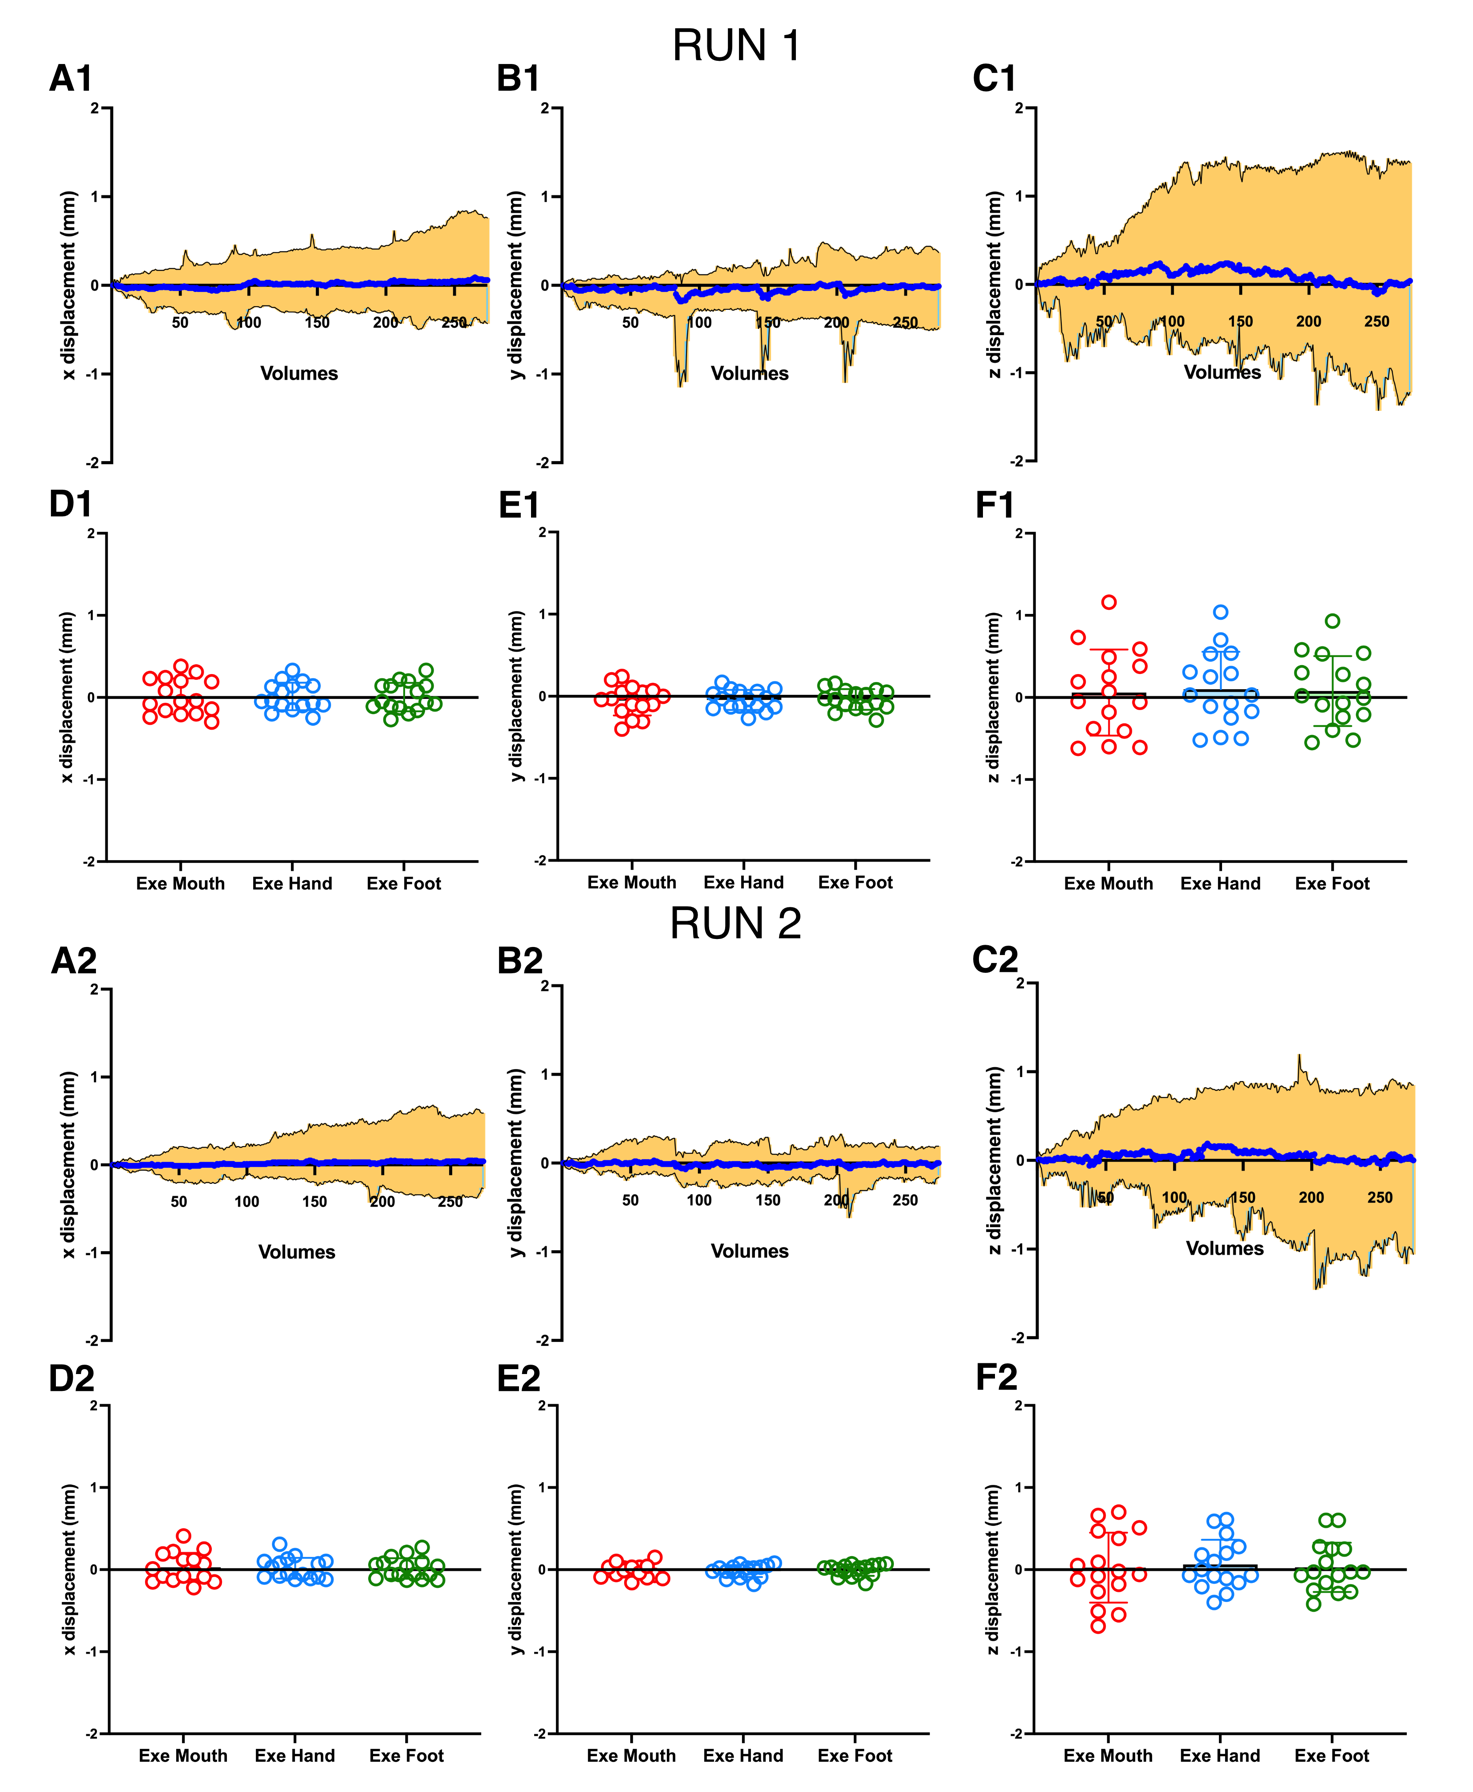 RUN 1
A1
B1
C1
2
1
0
-1
-2
x displacement (mm)
50
100
150
200
250
Volumes
2
1
0
-1
-2
y displacement (mm)
50
100
150
200
250
Volumes
2
1
0
-1
-2
z displacement (mm)
50
100
150
200
250
Volumes
D1
E1
F1
2
1
0
-1
-2
x displacement (mm)
Exe Mouth
Exe Hand
Exe Foot
2
1
0
-1
-2
y displacement (mm)
Exe Mouth
Exe Hand
Exe Foot
2
1
0
-1
-2
z displacement (mm)
Exe Mouth
Exe Hand
Exe Foot
RUN 2
A2
B2
C2
2
1
0
-1
-2
x displacement (mm)
50
100
150
200
250
Volumes
2
1
0
-1
-2
y displacement (mm)
50
100
150
200
250
Volumes
2
1
0
-1
-2
z displacement (mm)
50
100
150
200
250
Volumes
D2
E2
F2
2
1
0
-1
-2
x displacement (mm)
Exe Mouth
Exe Hand
Exe Foot
2
1
0
-1
-2
y displacement (mm)
Exe Mouth
Exe Hand
Exe Foot
2
1
0
-1
-2
z displacement (mm)
Exe Mouth
Exe Hand
Exe Foot